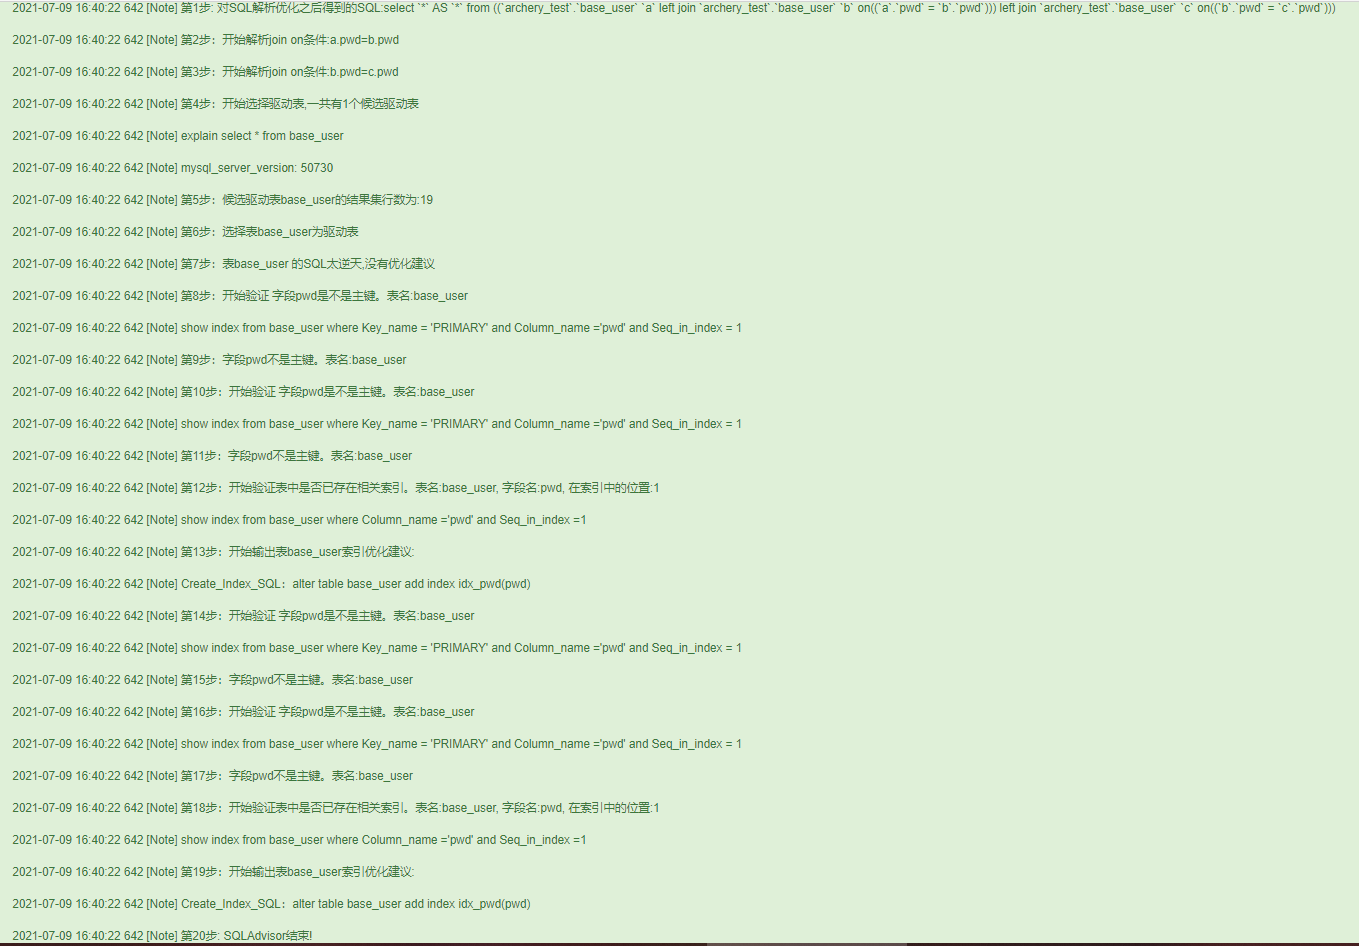 2021-07-09 16:40:22 642 [Note] 第1步: 对SQL解析优化之后得到的SQL:select `*` AS `*` from ((`archery_test`.`base_user` `a` left join `archery_test`.`base_user` `b` on((`a`.`pwd` = `b`.`pwd`))) left join `archery_test`.`base_user` `c` on((`b`.`pwd` = `c`.`pwd`)))
2021-07-09 16:40:22 642 [Note] 第2步：开始解析join on条件:a.pwd=b.pwd
2021-07-09 16:40:22 642 [Note] 第3步：开始解析join on条件:b.pwd=c.pwd
2021-07-09 16:40:22 642 [Note] 第4步：开始选择驱动表,一共有1个候选驱动表
2021-07-09 16:40:22 642 [Note] explain select * from base_user
2021-07-09 16:40:22 642 [Note] mysql_server_version: 50730
2021-07-09 16:40:22 642 [Note] 第5步：候选驱动表base_user的结果集行数为:19
2021-07-09 16:40:22 642 [Note] 第6步：选择表base_user为驱动表
2021-07-09 16:40:22 642 [Note] 第7步：表base_user 的SQL太逆天,没有优化建议
2021-07-09 16:40:22 642 [Note] 第8步：开始验证 字段pwd是不是主键。表名:base_user
2021-07-09 16:40:22 642 [Note] show index from base_user where Key_name = 'PRIMARY' and Column_name ='pwd' and Seq_in_index = 1
2021-07-09 16:40:22 642 [Note] 第9步：字段pwd不是主键。表名:base_user
2021-07-09 16:40:22 642 [Note] 第10步：开始验证 字段pwd是不是主键。表名:base_user
2021-07-09 16:40:22 642 [Note] show index from base_user where Key_name = 'PRIMARY' and Column_name ='pwd' and Seq_in_index = 1
2021-07-09 16:40:22 642 [Note] 第11步：字段pwd不是主键。表名:base_user
2021-07-09 16:40:22 642 [Note] 第12步：开始验证表中是否已存在相关索引。表名:base_user, 字段名:pwd, 在索引中的位置:1
2021-07-09 16:40:22 642 [Note] show index from base_user where Column_name ='pwd' and Seq_in_index =1
2021-07-09 16:40:22 642 [Note] 第13步：开始输出表base_user索引优化建议:
2021-07-09 16:40:22 642 [Note] Create_Index_SQL：alter table base_user add index idx_pwd(pwd)
2021-07-09 16:40:22 642 [Note] 第14步：开始验证 字段pwd是不是主键。表名:base_user
2021-07-09 16:40:22 642 [Note] show index from base_user where Key_name = 'PRIMARY' and Column_name ='pwd' and Seq_in_index = 1
2021-07-09 16:40:22 642 [Note] 第15步：字段pwd不是主键。表名:base_user
2021-07-09 16:40:22 642 [Note] 第16步：开始验证 字段pwd是不是主键。表名:base_user
2021-07-09 16:40:22 642 [Note] show index from base_user where Key_name = 'PRIMARY' and Column_name ='pwd' and Seq_in_index = 1
2021-07-09 16:40:22 642 [Note] 第17步：字段pwd不是主键。表名:base_user
2021-07-09 16:40:22 642 [Note] 第18步：开始验证表中是否已存在相关索引。表名:base_user, 字段名:pwd, 在索引中的位置:1
2021-07-09 16:40:22 642 [Note] show index from base_user where Column_name ='pwd' and Seq_in_index =1
2021-07-09 16:40:22 642 [Note] 第19步：开始输出表base_user索引优化建议:
2021-07-09 16:40:22 642 [Note] Create_Index_SQL：alter table base_user add index idx_pwd(pwd)
2021-07-09 16:40:22 642 [Note] 第20步: SQLAdvisor结束!